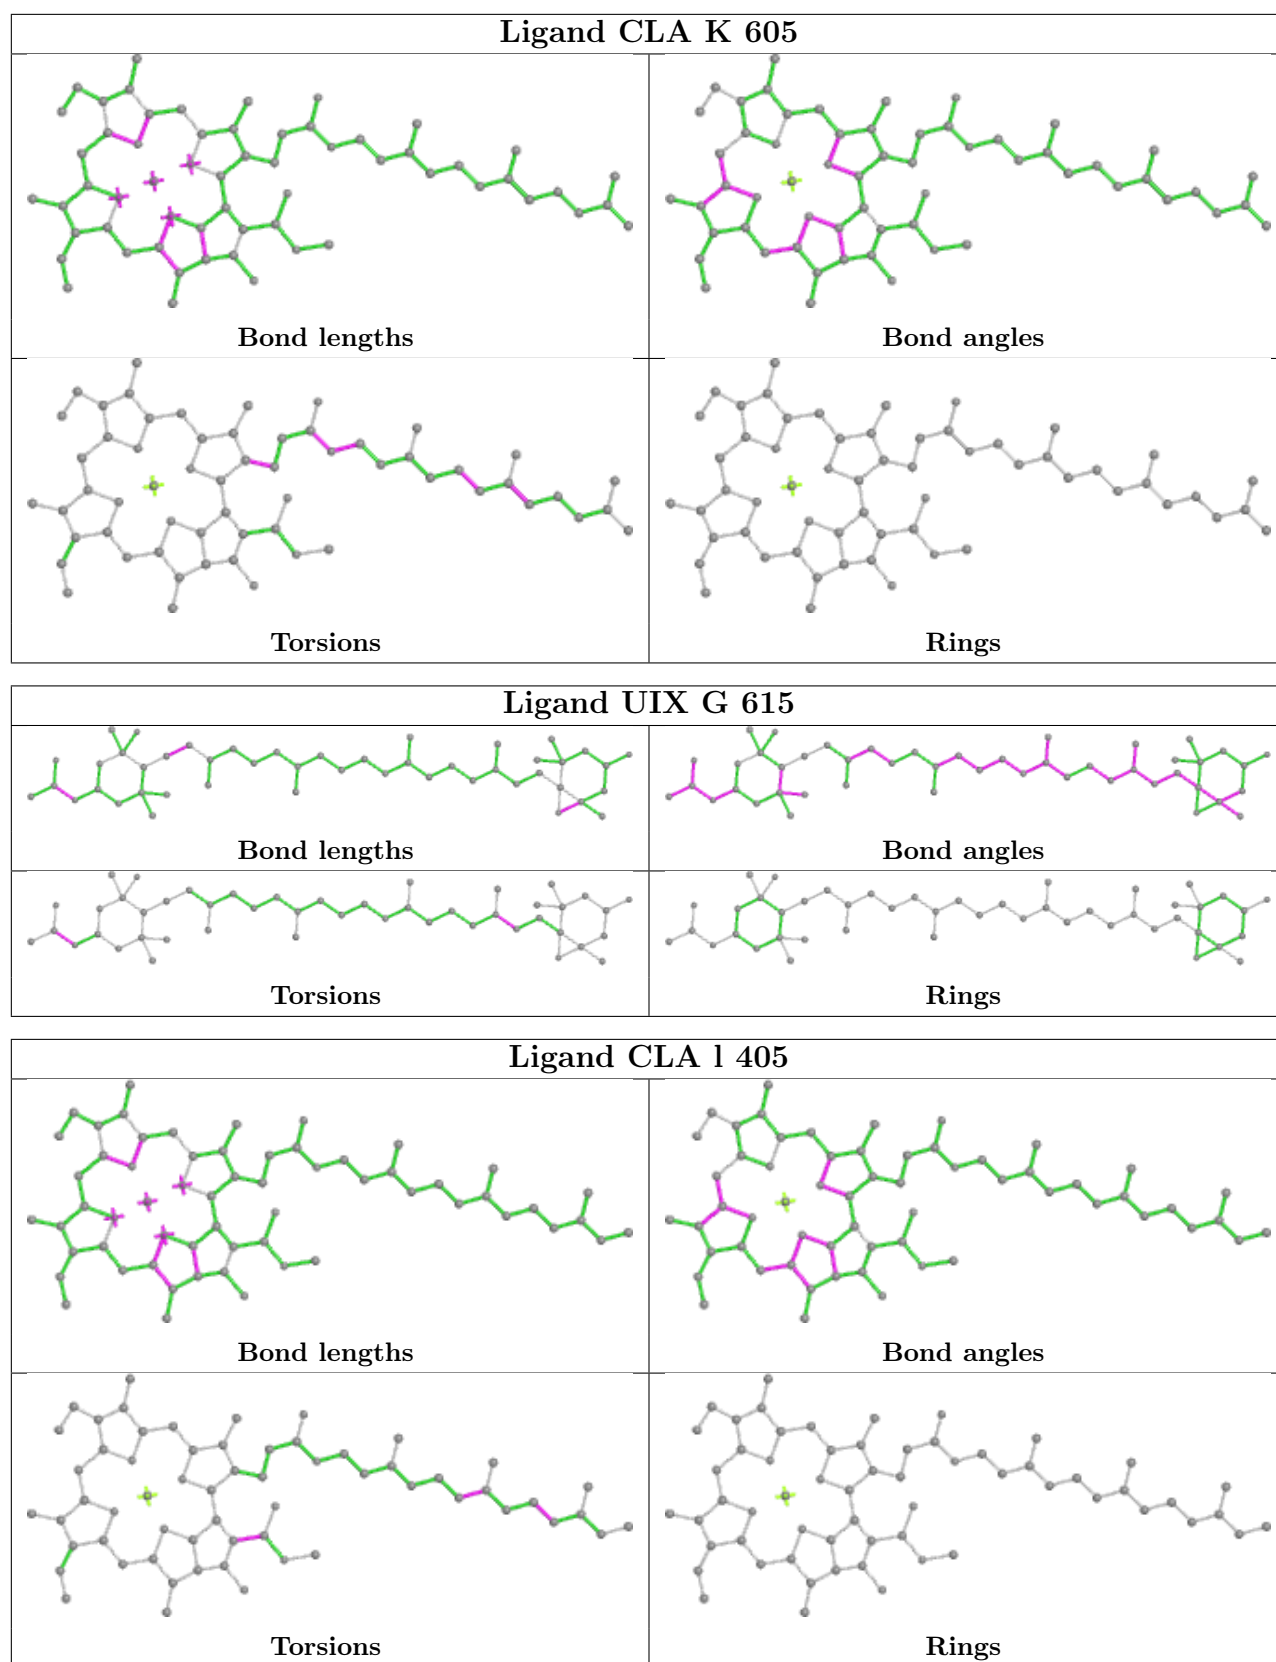 Ligand CLA K 605
Bond lengths
Bond angles
Torsions
Rings
Ligand UIX G 615
Bond lengths
Bond angles
Torsions
Rings
Ligand CLA l 405
Bond lengths
Bond angles
Torsions
Rings